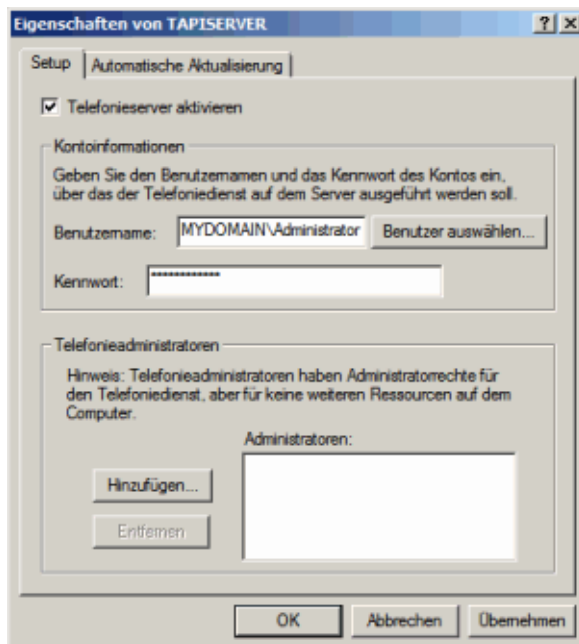 Eigenschaften von TAPISERVER
Setup
Automatische Aktualisierung
Telefonieserver aktivieren
Kontoinformationen
Geben Sie den Benutzernamen und das Kennwort des Kontos ein,
über das der Telefoniedienst auf dem Server ausgeführt werden soll.
Benutzername: MYDOMAIN\Administrator Benutzer auswählen...
Kennwort: ************
Telefonieadministratoren
Hinweis: Telefonieadministratoren haben Administratorrechte für
den Telefoniedienst, aber für keine weiteren Ressourcen auf dem
Computer.
Administratoren:
Hinzufügen...
Entfernen
OK Abbrechen Übernehmen